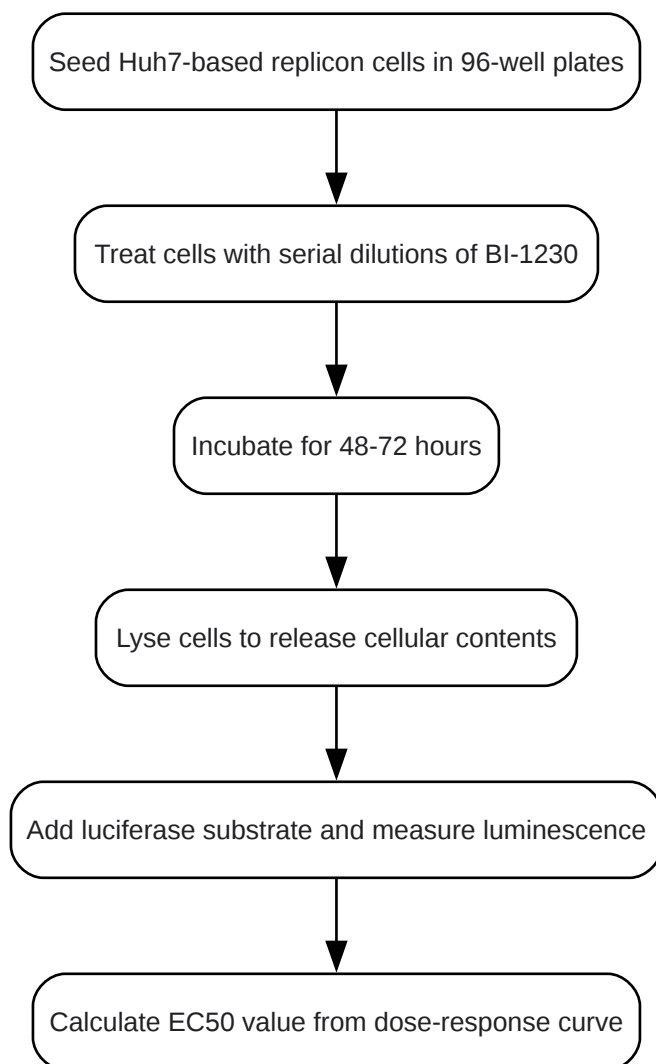 Seed Huh7-based replicon cells in 96-well plates
Treat cells with serial dilutions of BI-1230
Incubate for 48-72 hours
Lyse cells to release cellular contents
Add luciferase substrate and measure luminescence
Calculate EC50 value from dose-response curve